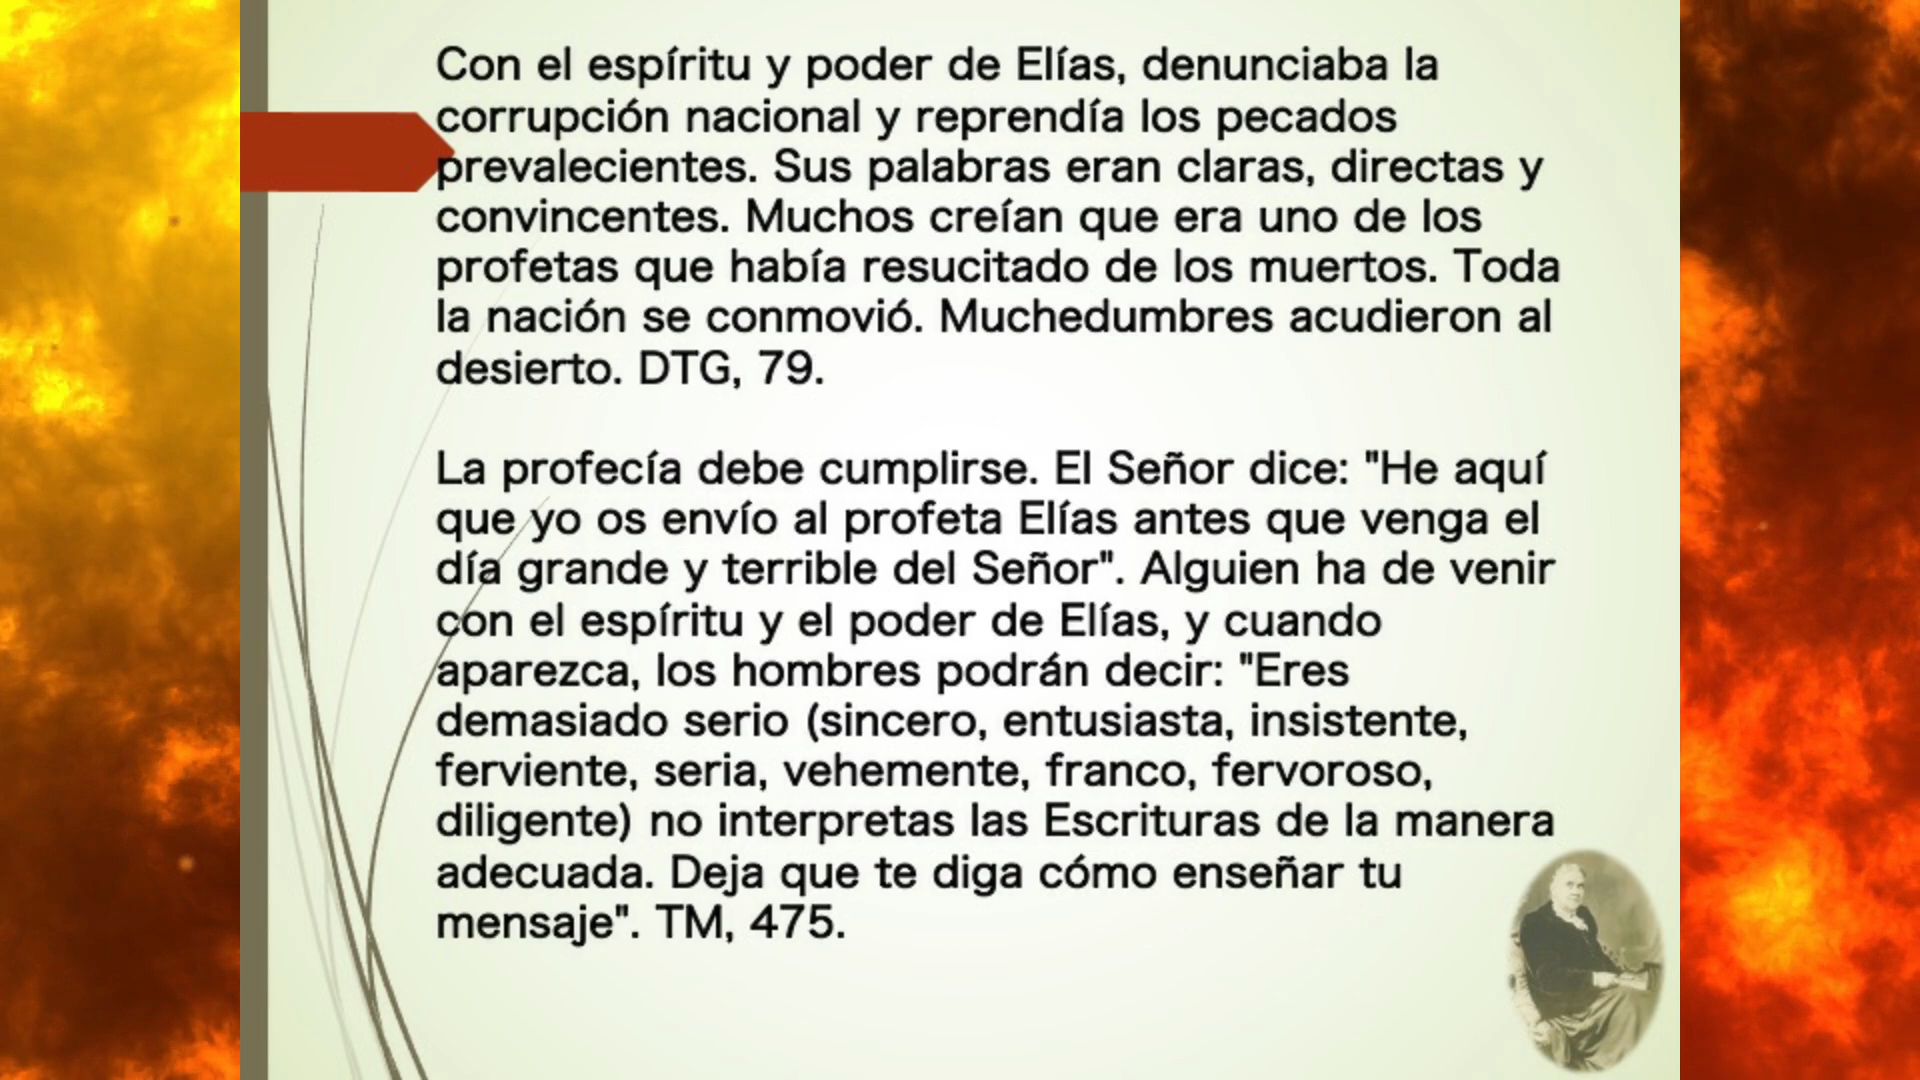 Con el espíritu y poder de Elías, denunciaba la
corrupción nacional y reprendía los pecados
prevalecientes. Sus palabras eran claras, directas y
convincentes. Muchos creían que era uno de los
profetas que había resucitado de los muertos. Toda
la nación se conmovió. Muchedumbres acudieron al
desierto. DTG, 79.
La profecía debe cumplirse. El Señor dice: "He aquí
que yo os envío al profeta Elías antes que venga el
día grande y terrible del Señor". Alguien ha de venir
con el espíritu y el poder de Elías, y cuando
aparezca, los hombres podrán decir: "Eres
demasiado serio (sincero, entusiasta, insistente,
ferviente, seria, vehemente, franco, fervoroso,
diligente) no interpretas las Escrituras de la manera
adecuada. Deja que te diga cómo enseñar tu
mensaje". TM, 475.